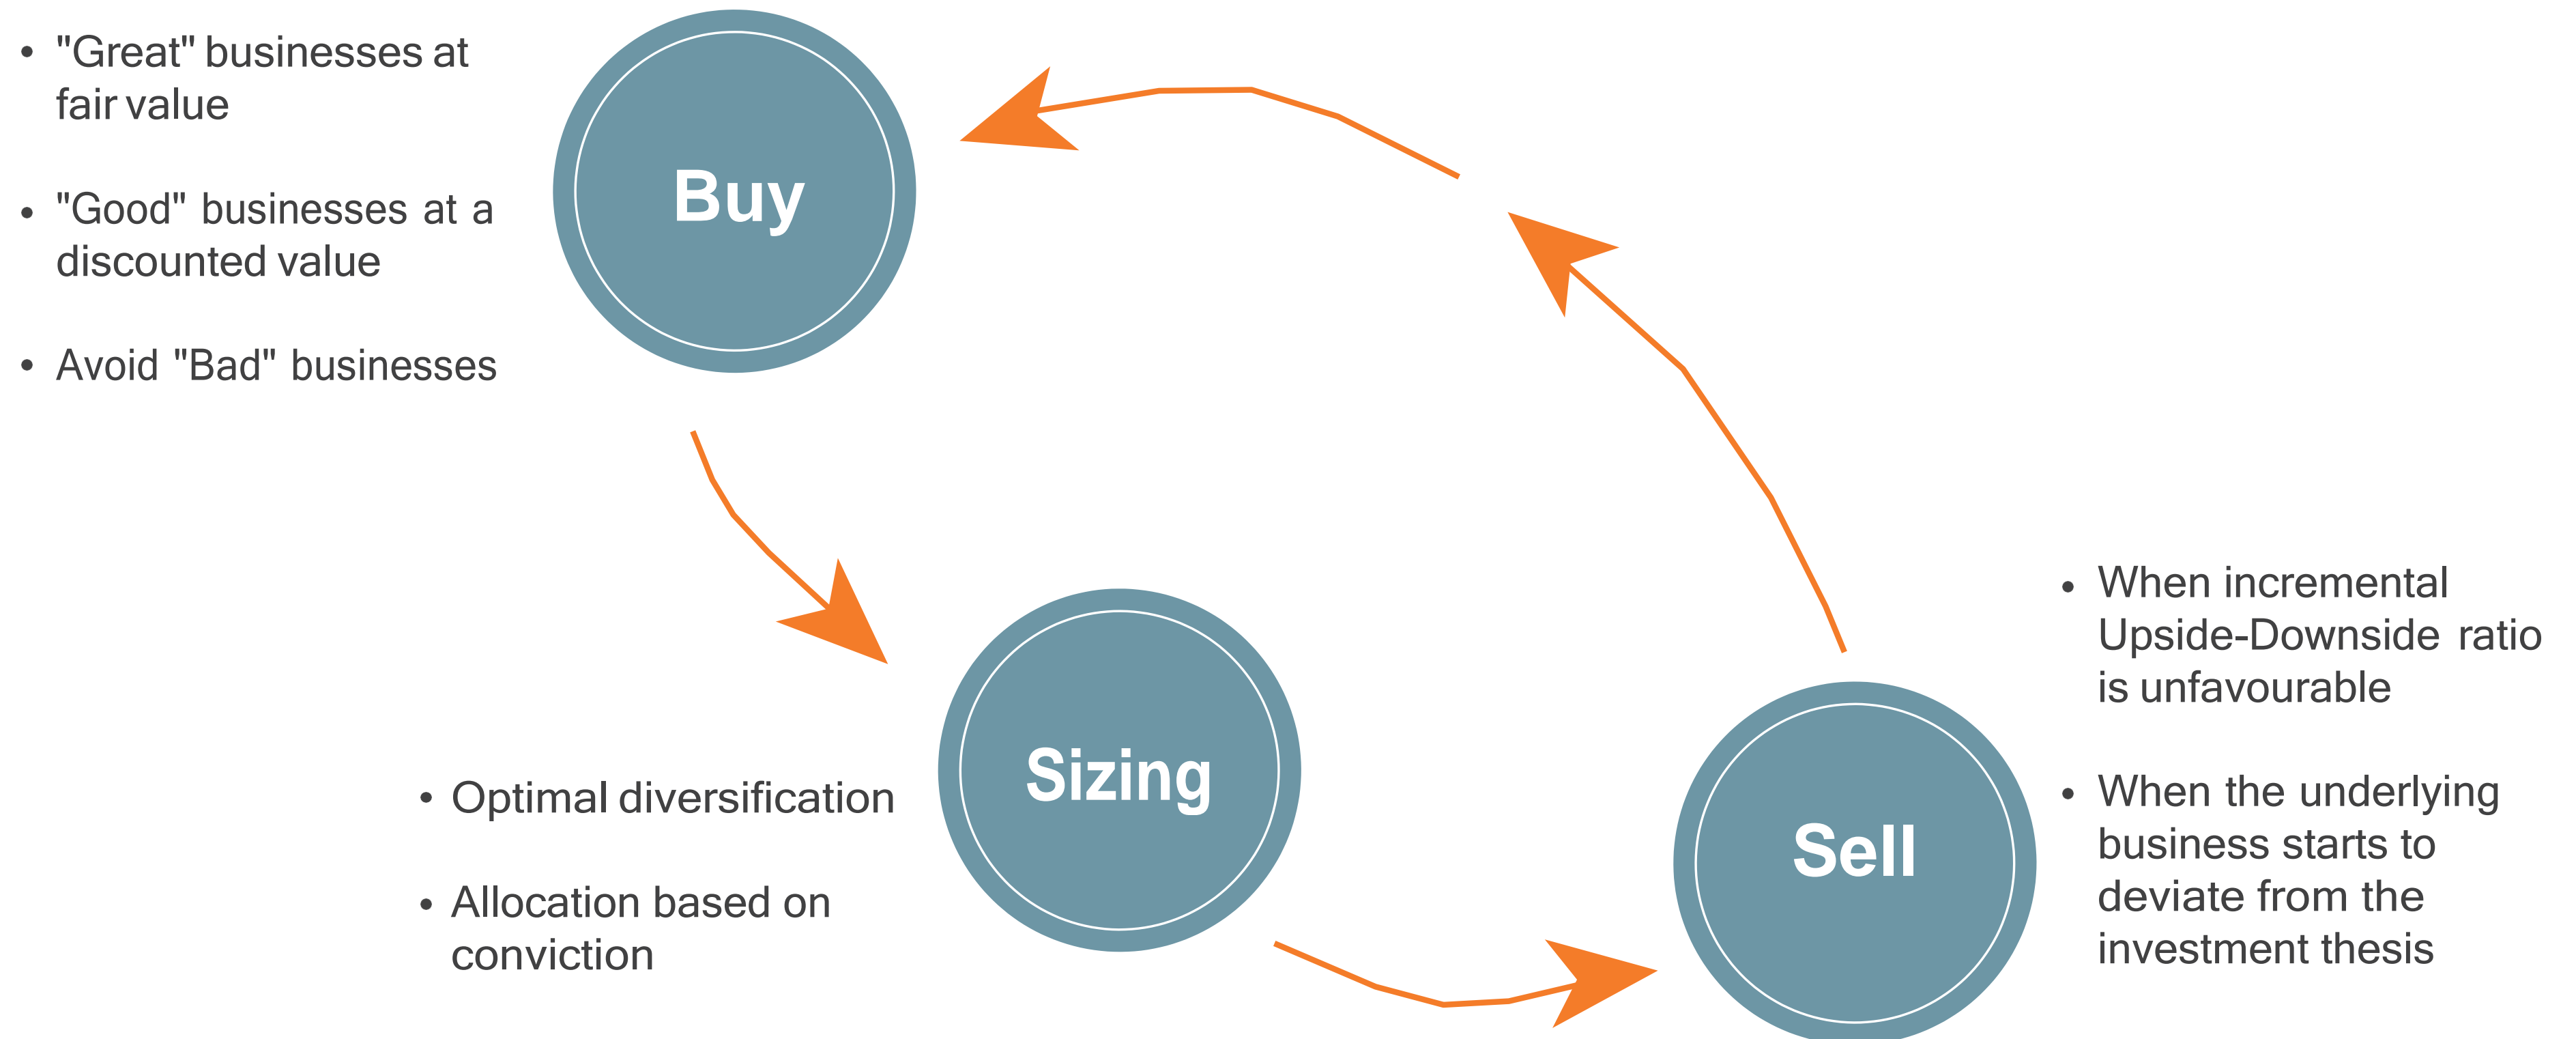 • "Great" businesses at
fair value
• "Good" businesses at a
discounted value
• Avoid "Bad" businesses
Buy
• Optimal diversification
• Allocation based on
conviction
Sizing
Sell
• When incremental
Upside-Downside ratio
is unfavourable
• When the underlying
business starts to
deviate from the
investment thesis